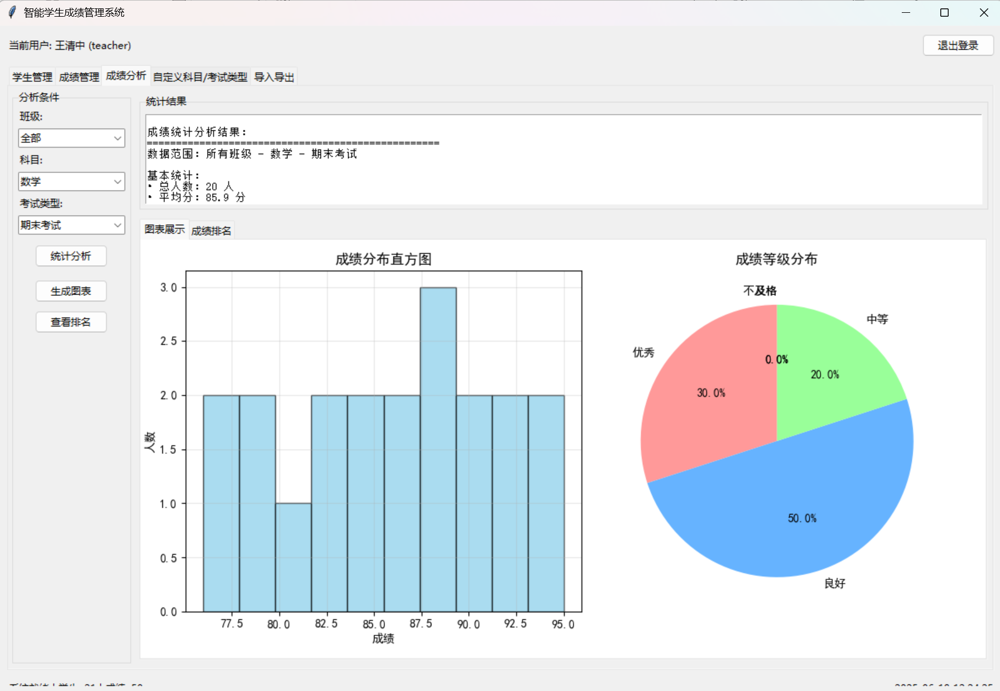 智能学生成绩管理系统
当前用户: 王清中 (teacher)
退出登录
学生管理 成绩管理 成绩分析 自定义科目/考试类型 导入导出
分析条件
班级:
全部
科目:
数学
考试类型:
期末考试
统计分析
生成图表
查看排名
统计结果
成绩统计分析结果:
==================================================
数据范围: 所有班级 - 数学 - 期末考试
基本统计:
• 总人数: 20 人
• 平均分: 85.9 分
图表展示 成绩排名
成绩分布直方图
3.0
2.5
2.0
1.5
1.0
0.5
0.0
人数
77.5 80.0 82.5 85.0 87.5 90.0 92.5 95.0
成绩
成绩等级分布
不及格
中等
优秀
0.0%
20.0%
30.0%
50.0%
良好